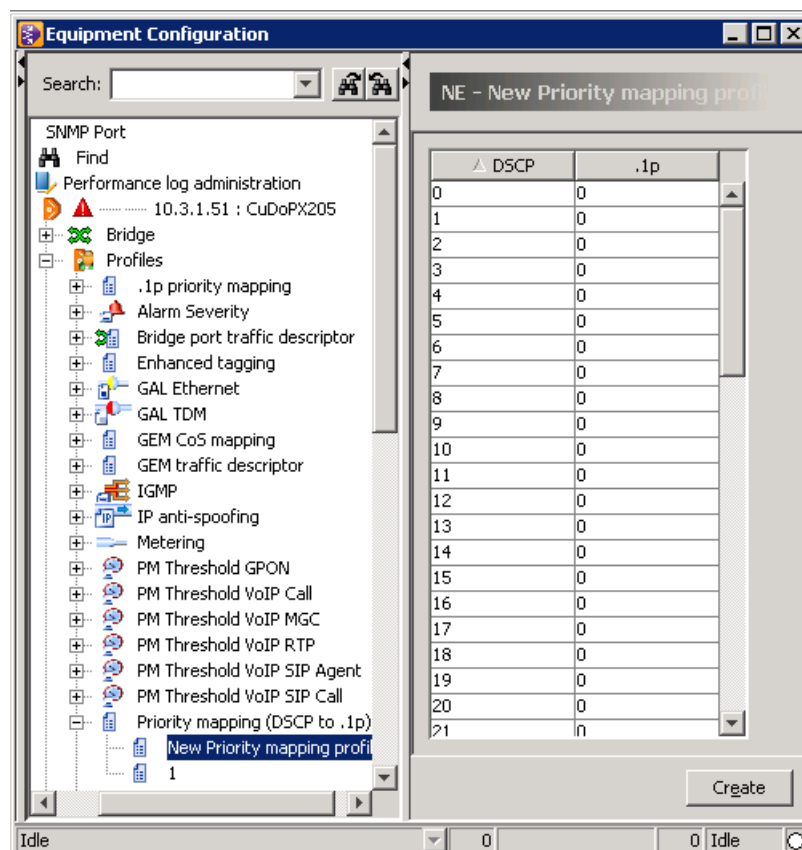 Equipment Configuration
Search:
SNMP Port
Find
Performance log administration
10.3.1.51 : CuDoPX205
Bridge
Profiles
.1p priority mapping
Alarm Severity
Bridge port traffic descriptor
Enhanced tagging
GAL Ethernet
GAL TDM
GEM CoS mapping
GEM traffic descriptor
IGMP
IP anti-spoofing
Metering
PM Threshold GPON
PM Threshold VoIP Call
PM Threshold VoIP MGC
PM Threshold VoIP RTP
PM Threshold VoIP SIP Agent
PM Threshold VoIP SIP Call
Priority mapping (DSCP to .1p)
New Priority mapping profil
1
NE - New Priority mapping prof
DSCP .1p
0 0
1 0
2 0
3 0
4 0
5 0
6 0
7 0
8 0
9 0
10 0
11 0
12 0
13 0
14 0
15 0
16 0
17 0
18 0
19 0
20 0
21 0
Create
Idle 0 0 Idle